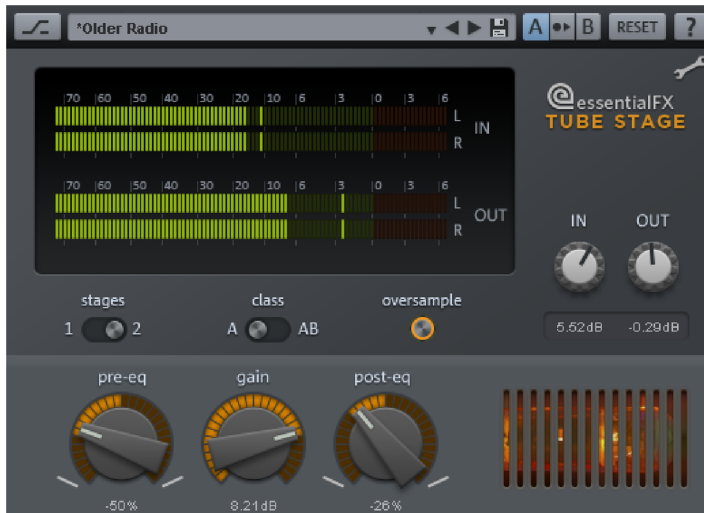 *Older Radio A B RESET ?
essentialFX
TUBE STAGE
70 60 50 40 30 20 10 6 3 0 3 6
L
R
IN
70 60 50 40 30 20 10 6 3 0 3 6
L
R
OUT
IN OUT
5.52dB -0.29dB
stages class oversample
1 2 A AB
pre-eq gain post-eq
-50% 8.21dB -26%